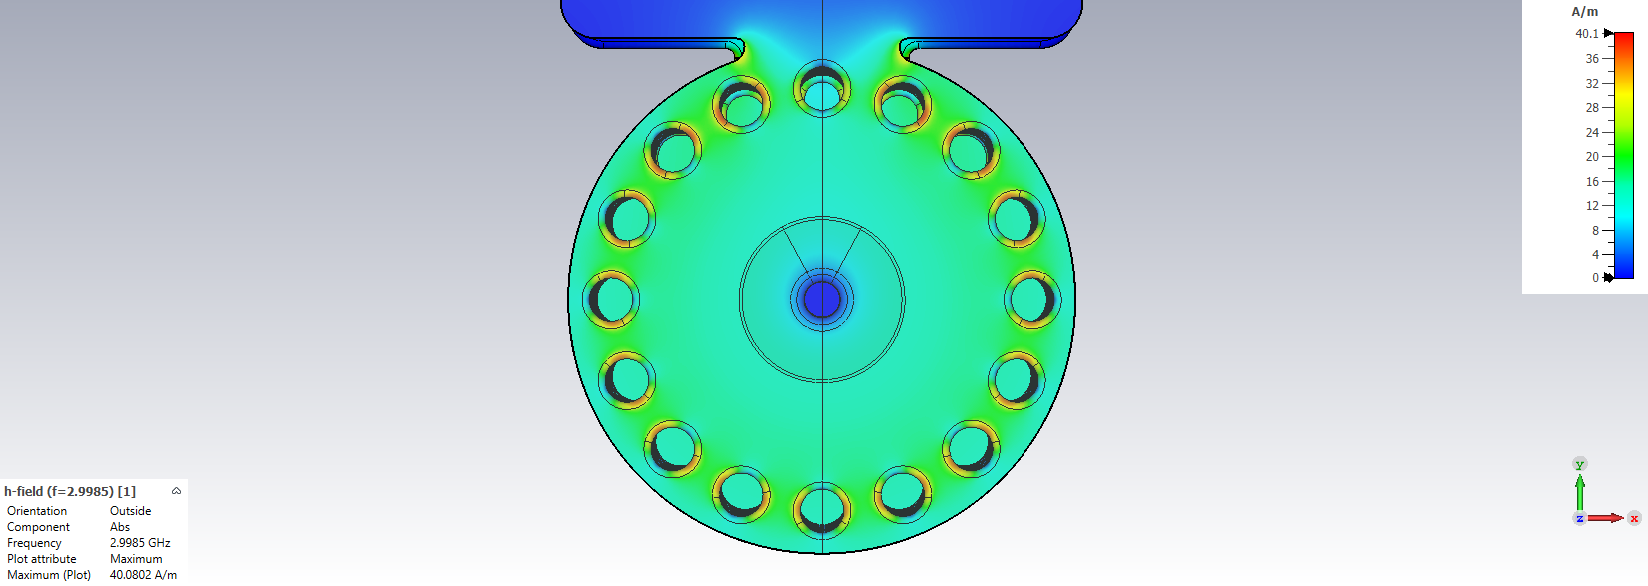 A/m
40.1
36
32
28
24
20
16
12
8
4
0
h-field (f=2.9985) [1]
Orientation Outside
Component Abs
Frequency 2.9985 GHz
Plot attribute Maximum
Maximum (Plot) 40.0802 A/m
y
z x